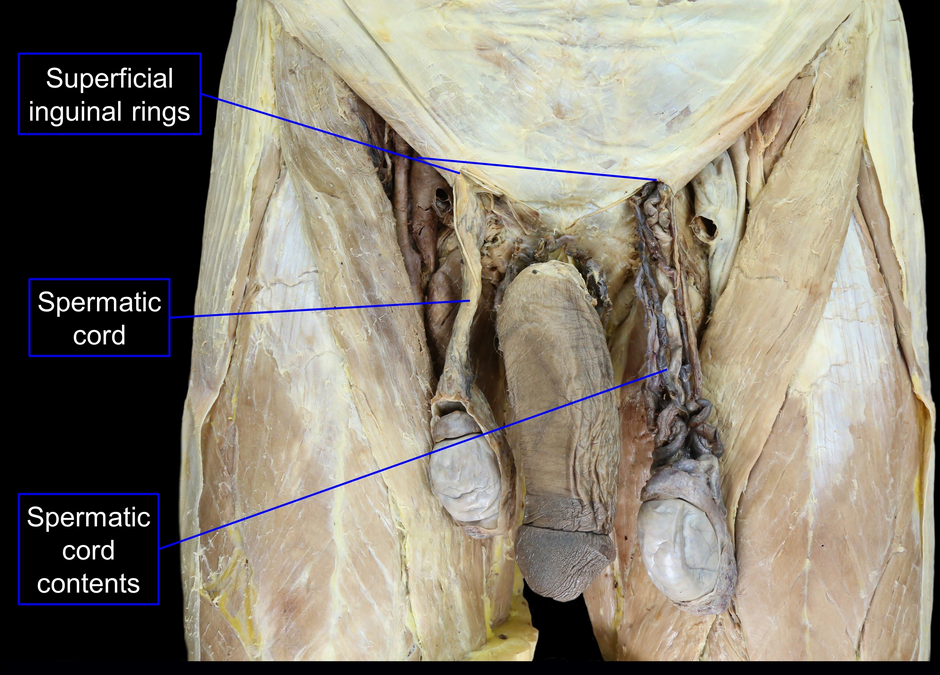 Superficial
inguinal rings
Spermatic
cord
Spermatic
cord
contents